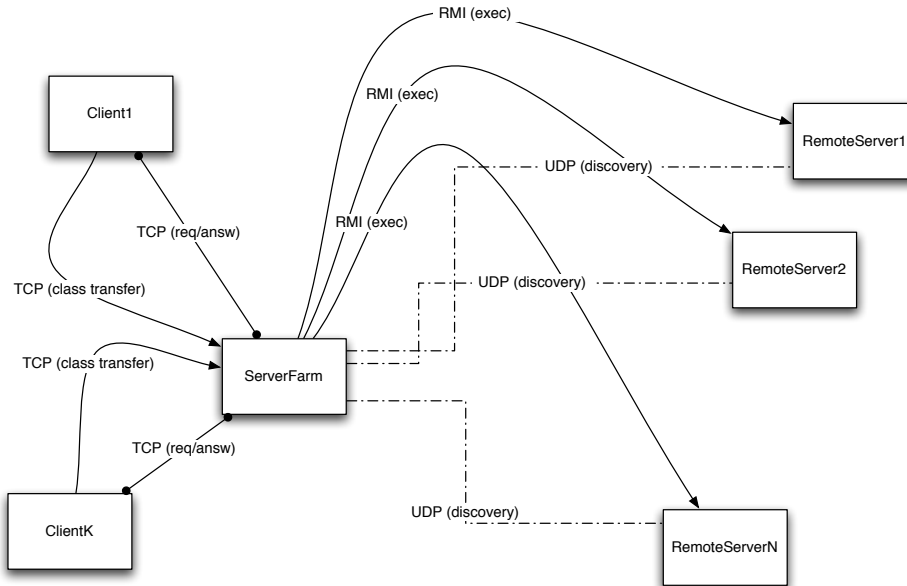 RMI (exec)
Client1
RMI (exec)
RemoteServer1
UDP (discovery)
RMI (exec)
TCP (req/answ)
RemoteServer2
UDP (discovery)
TCP (class transfer)
TCP (class transfer)
ServerFarm
TCP (req/answ)
UDP (discovery)
ClientK
RemoteServerN